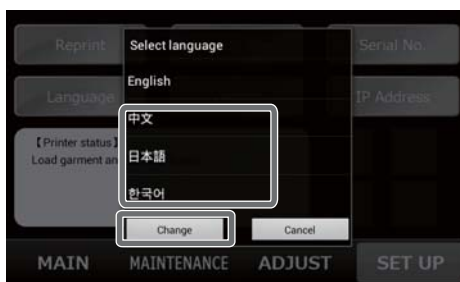 Reprint
Serial No.
Select language
English
Language
IP Address
中文
【Printer status】
Load garment an
日本語
한국어
Change
Cancel
MAIN
MAINTENANCE
ADJUST
SET UP